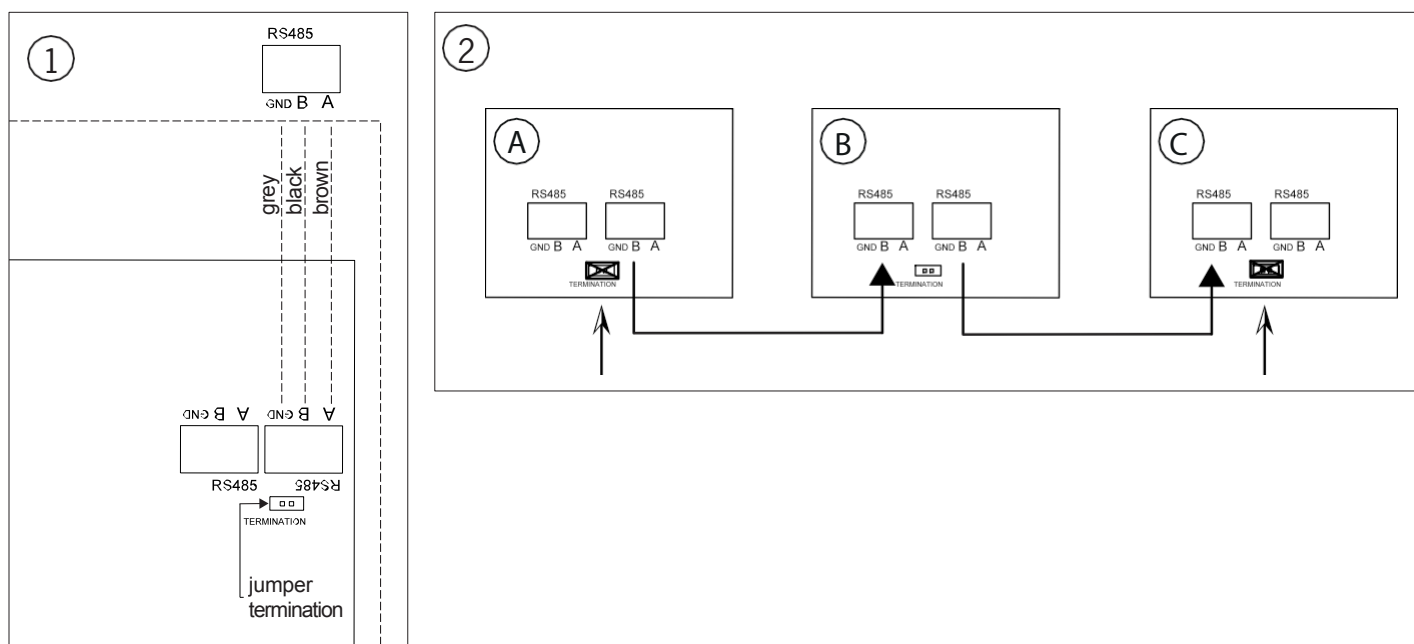 1
RS485
GND B A
grey
black
brown
GND B A GND B A
RS485 RS485
TERMINATION
jumper
termination
2
A
RS485 RS485
GND B A GND B A
TERMINATION
B
RS485 RS485
GND B A GND B A
TERMINATION
C
RS485 RS485
GND B A GND B A
TERMINATION